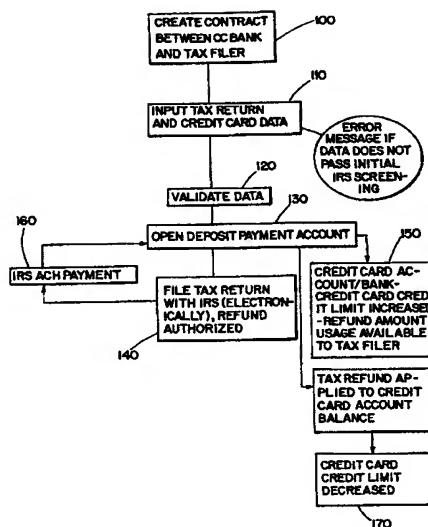 CREATE CONTRACT
BETWEEN CC BANK
AND TAX FILER
100
110
INPUT TAX RETURN
AND CREDIT CARD DATA
ERROR
MESSAGE IF
DATA DOES NOT
PASS INITIAL
IRS SCREEN-
ING
120
VALIDATE DATA
130
160
OPEN DEPOSIT PAYMENT ACCOUNT
150
IRS ACH PAYMENT
FILE TAX RETURN
WITH IRS (ELECTRON-
ICALLY), REFUND
AUTHORIZED
140
CREDIT CARD AC-
COUNT/BANK-
CREDIT CARD CRED
IT LIMIT INCREASED
-REFUND AMOUNT
USAGE AVAILABLE
TO TAX FILER
TAX REFUND AP-
PLIED TO CREDIT
CARD ACCOUNT
BALANCE
CREDIT CARD
CREDIT LIMIT
DECREASED
170